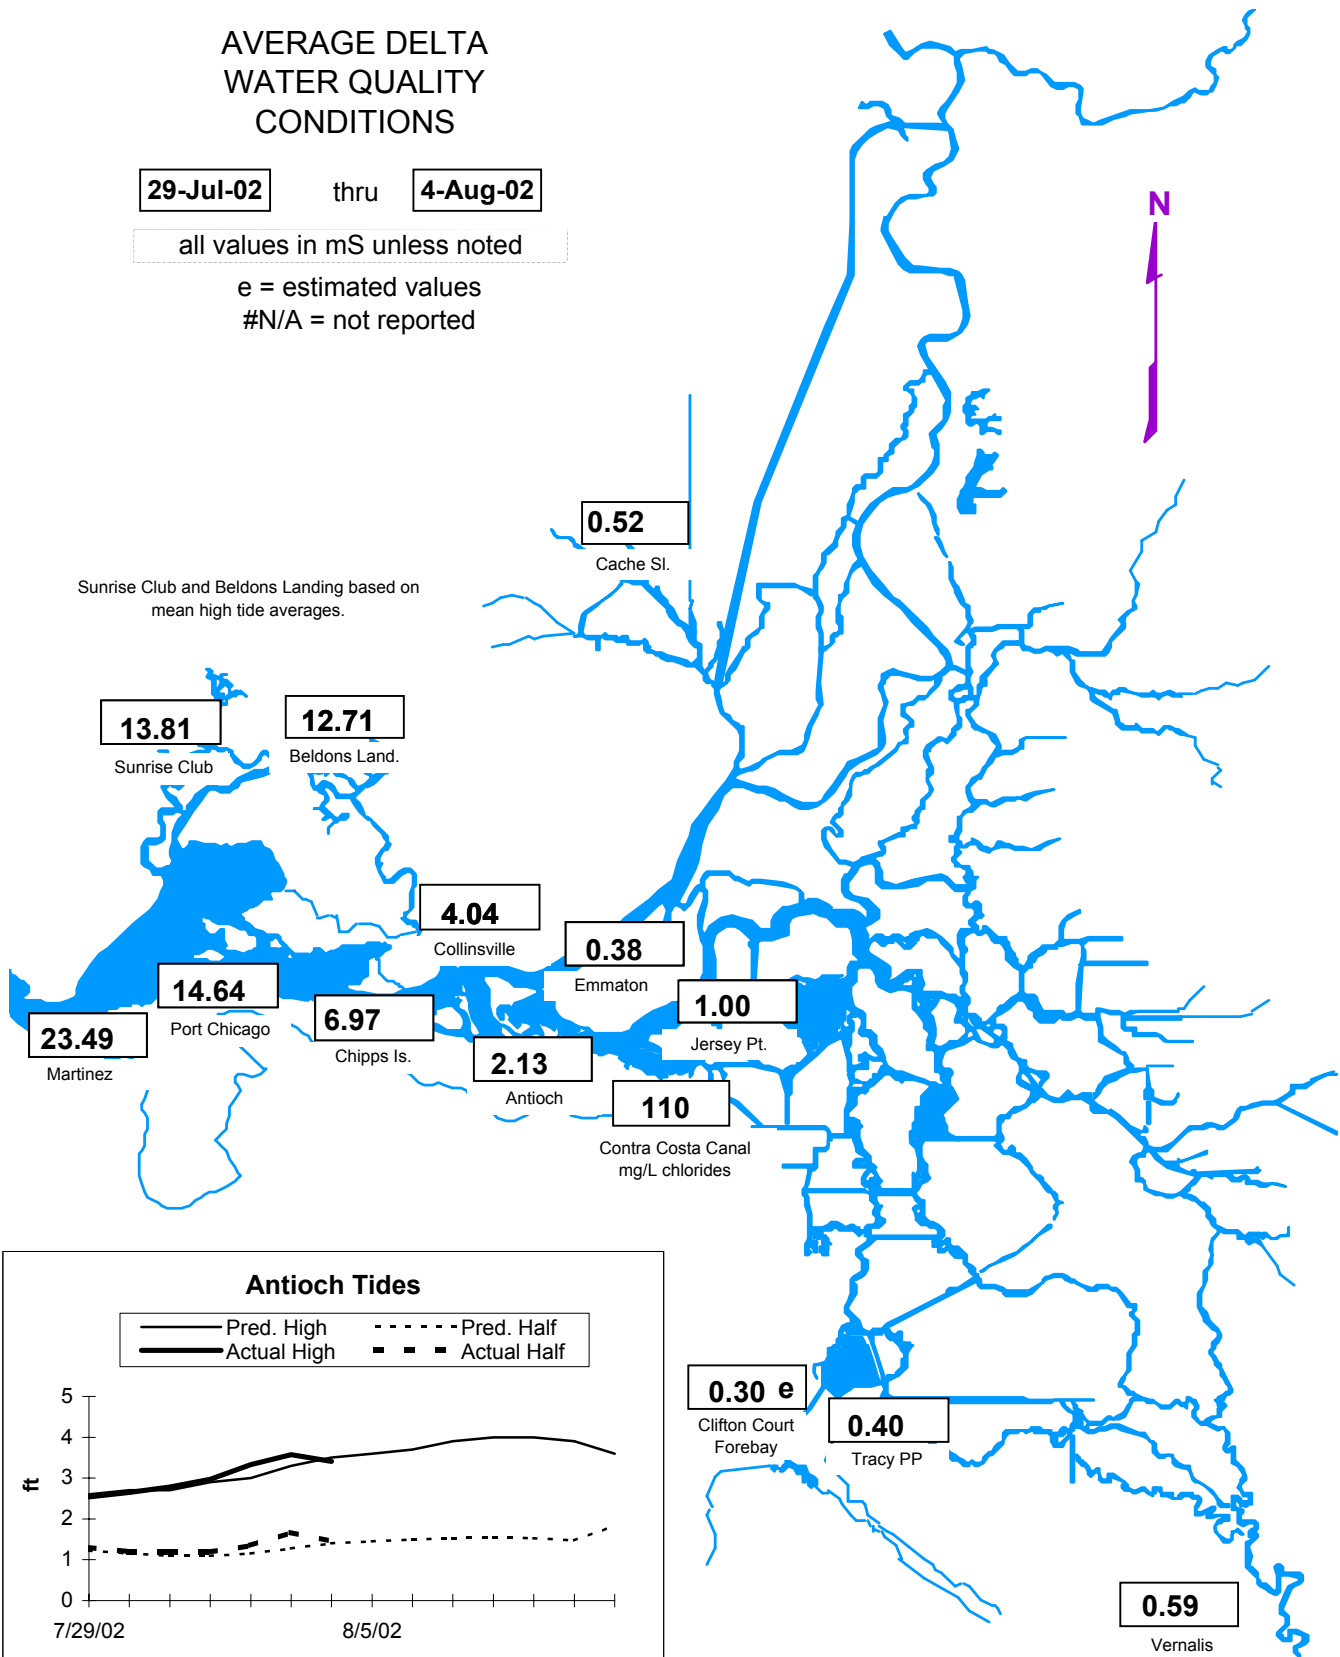 AVERAGE DELTA
WATER QUALITY
CONDITIONS
29-Jul-02 thru 4-Aug-02
all values in mS unless noted
e = estimated values
#N/A = not reported
N
0.52
Cache Sl.
Sunrise Club and Beldons Landing based on
mean high tide averages.
13.81
Sunrise Club
12.71
Beldons Land.
4.04
Collinsville
0.38
Emmaton
14.64
Port Chicago
6.97
Chipps Is.
1.00
Jersey Pt.
23.49
Martinez
2.13
Antioch
110
Contra Costa Canal
mg/L chlorides
Antioch Tides
Pred. High Pred. Half
Actual High Actual Half
5
4
3
2
1
0
ft
7/29/02 8/5/02
0.30 e
Clifton Court
Forebay
0.40
Tracy PP
0.59
Vernalis